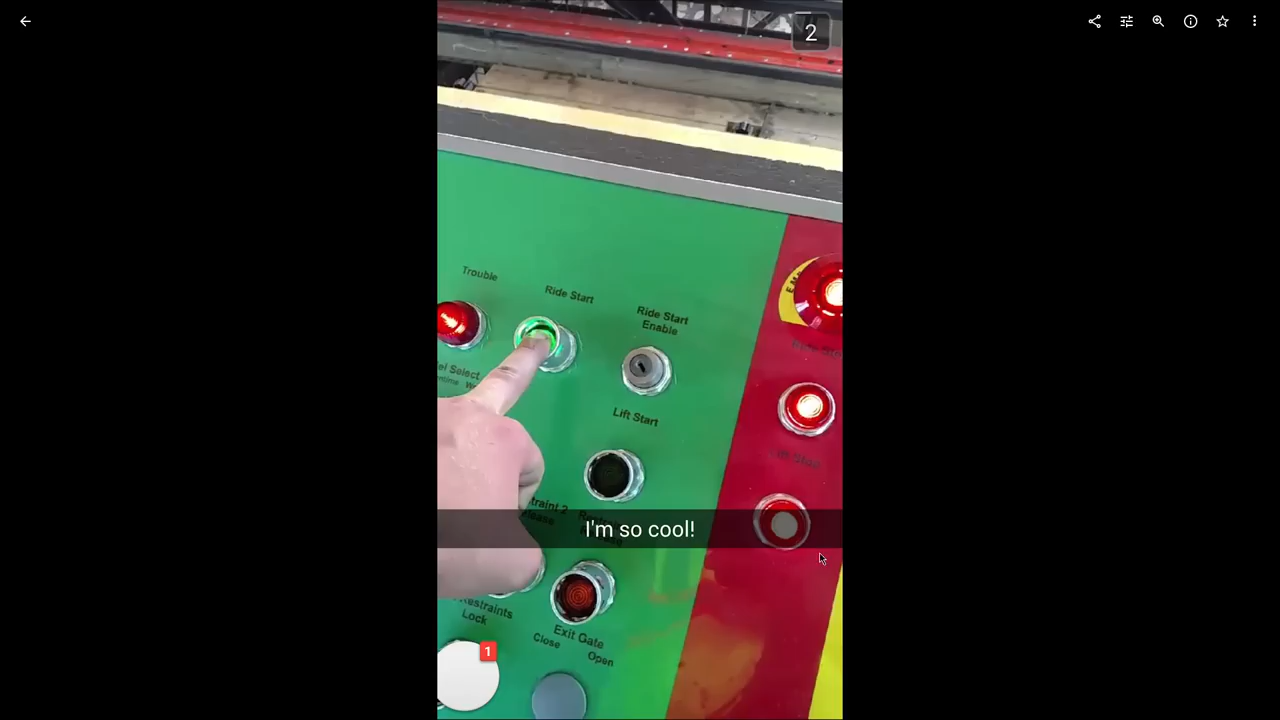 2
Trouble
Ride Start
Ride Start
Enable
Lift Start
I'm so cool!
Restraints
Lock
Exit Gate
Close
Open
1